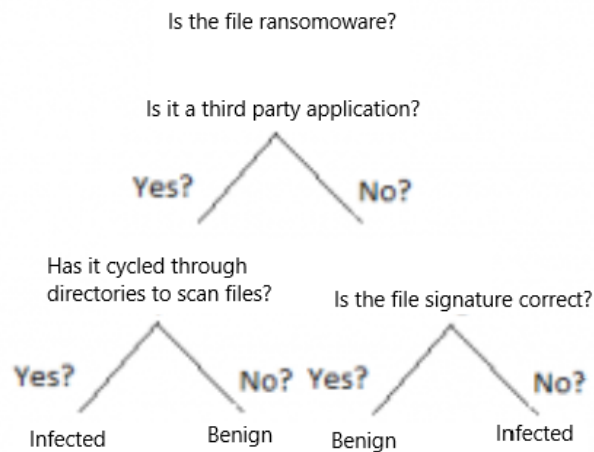 Is the file ransomoware?
Is it a third party application?
Yes?
No?
Has it cycled through
directories to scan files?
Is the file signature correct?
Yes?
No?
Yes?
No?
Infected
Benign
Benign
Infected